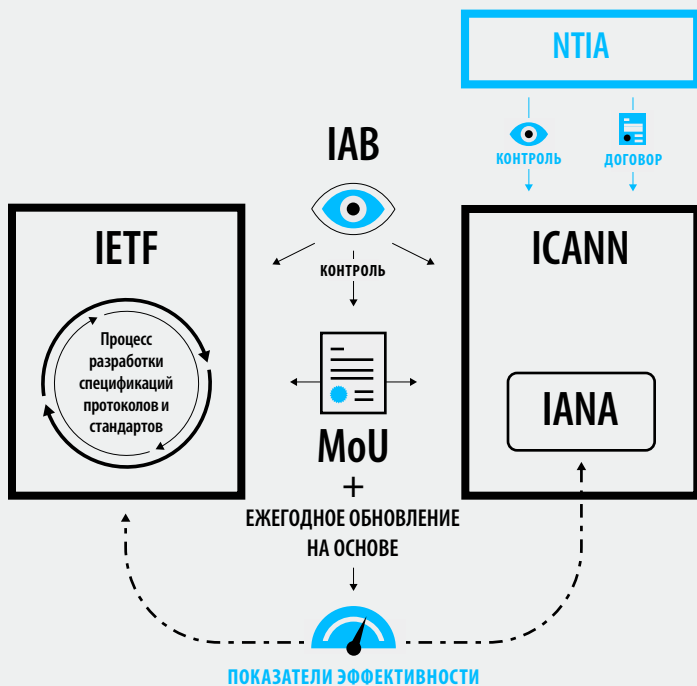 NTIA
КОНТРОЛЬ
ДОГОВОР
IAB
КОНТРОЛЬ
IETF
Процесс
разработки
спецификаций
протоколов и
стандартов
ICANN
IANA
MoU
+
ЕЖЕГОДНОЕ ОБНОВЛЕНИЕ
НА ОСНОВЕ
ПОКАЗАТЕЛИ ЭФФЕКТИВНОСТИ